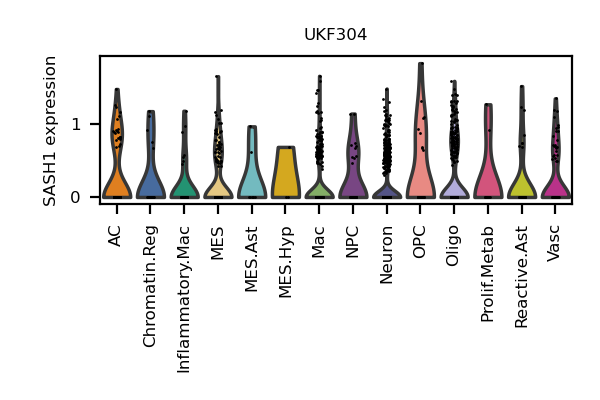 UKF304
SASH1 expression
1
0
AC
Chromatin.Reg
Inflammatory.Mac
MES
MES.Ast
MES.Hyp
Mac
NPC
Neuron
OPC
Oligo
Prolif.Metab
Reactive.Ast
Vasc